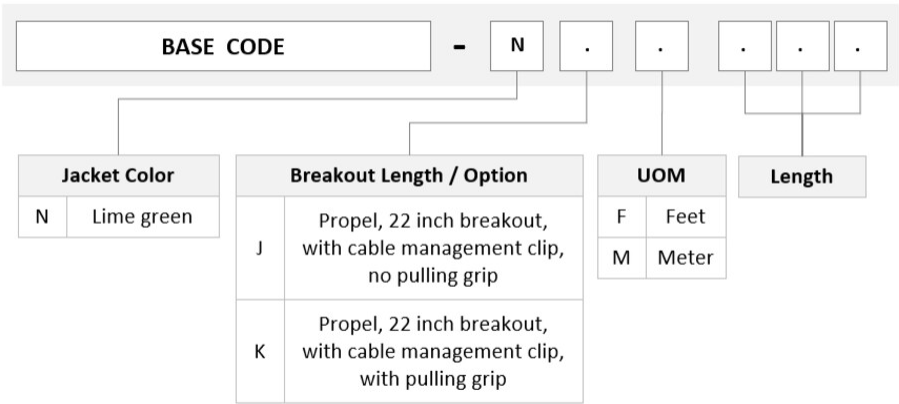 BASE CODE - N . . . . .
Jacket Color
N Lime green
Breakout Length / Option
J
Propel, 22 inch breakout,
with cable management clip,
no pulling grip
K
Propel, 22 inch breakout,
with cable management clip,
with pulling grip
UOM
F Feet
M Meter
Length